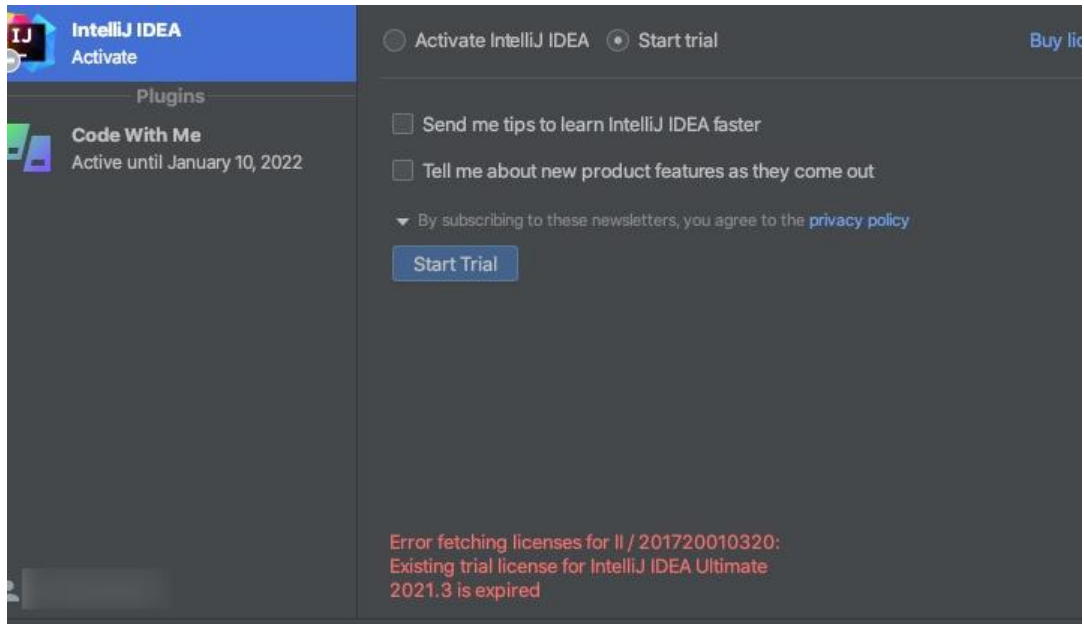 IJ
IntelliJ IDEA
Activate
Plugins
Code With Me
Active until January 10, 2022
Activate IntelliJ IDEA
Start trial
Buy lic
Send me tips to learn IntelliJ IDEA faster
Tell me about new product features as they come out
By subscribing to these newsletters, you agree to the privacy policy
Start Trial
Error fetching licenses for II / 201720010320:
Existing trial license for IntelliJ IDEA Ultimate
2021.3 is expired